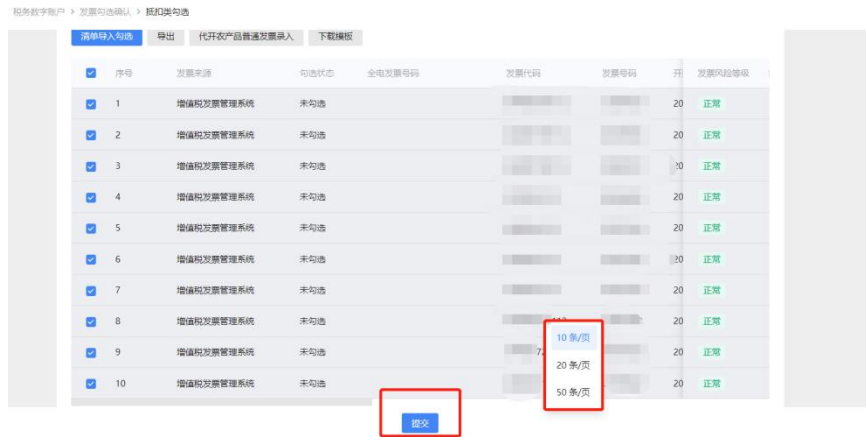 税务数字账户 > 发票勾选确认 > 抵扣类勾选
清单导入勾选 导出 代开农产品普通发票录入 下载模板
序号 发票来源 勾选状态 全电发票号码 发票代码 发票号码 开 发票风险等级
1 增值税发票管理系统 未勾选 20 正常
2 增值税发票管理系统 未勾选 20 正常
3 增值税发票管理系统 未勾选 20 正常
4 增值税发票管理系统 未勾选 20 正常
5 增值税发票管理系统 未勾选 20 正常
6 增值税发票管理系统 未勾选 20 正常
7 增值税发票管理系统 未勾选 20 正常
8 增值税发票管理系统 未勾选 20 正常
9 增值税发票管理系统 未勾选 20 正常
10 增值税发票管理系统 未勾选 20 正常
10 条/页
20 条/页
50 条/页
提交